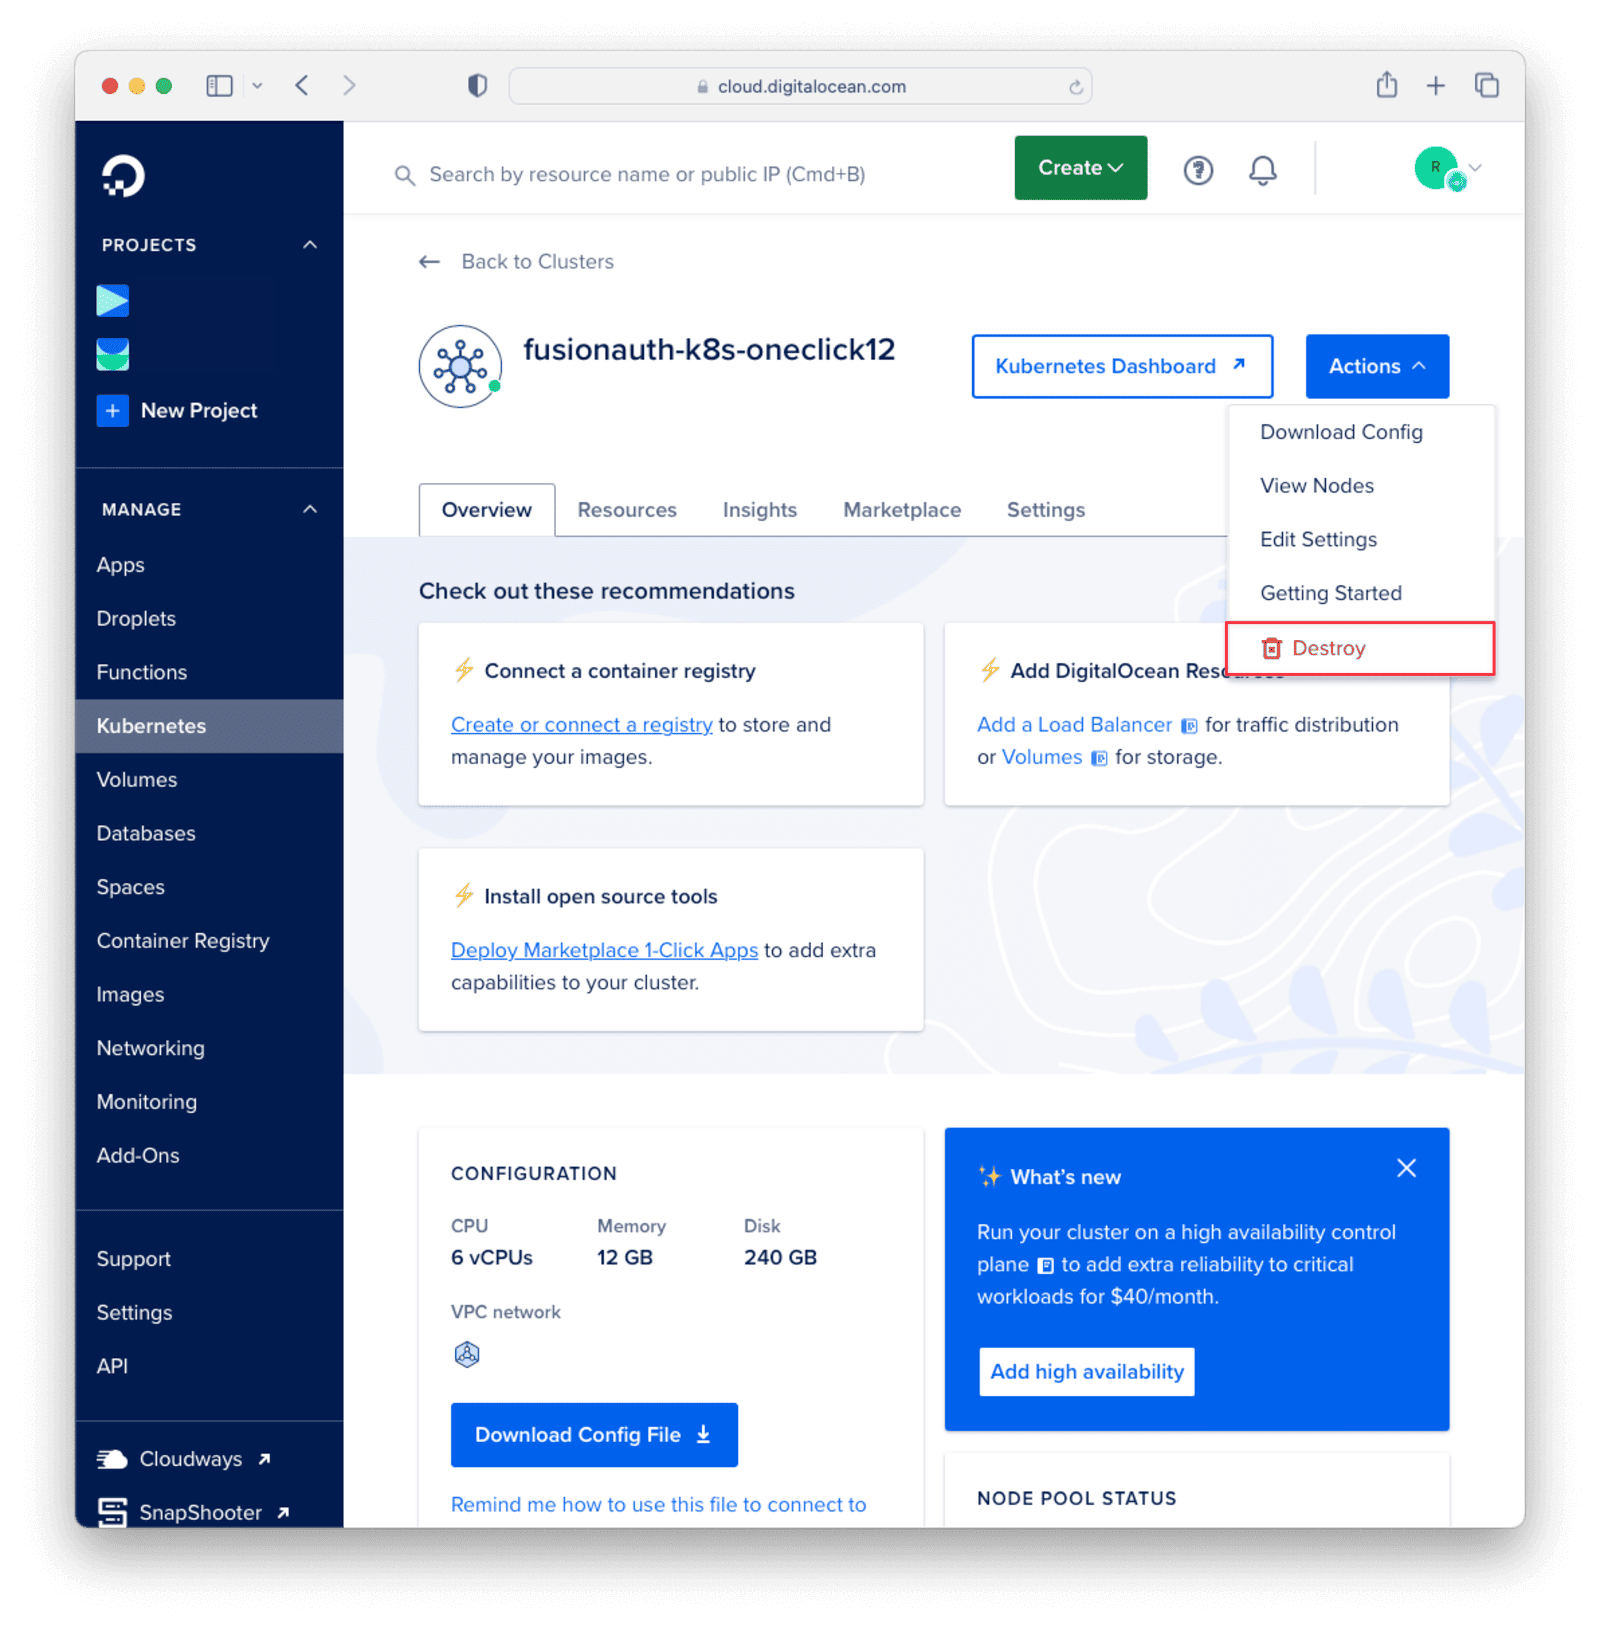 cloud.digitalocean.com
Search by resource name or public IP (Cmd+B)
Create
R
PROJECTS
New Project
MANAGE
Apps
Droplets
Functions
Kubernetes
Volumes
Databases
Spaces
Container Registry
Images
Networking
Monitoring
Add-Ons
Support
Settings
API
Cloudways
SnapShooter
Back to Clusters
fusionauth-k8s-oneclick12
Kubernetes Dashboard
Actions
Download Config
View Nodes
Edit Settings
Getting Started
Destroy
Overview
Resources
Insights
Marketplace
Settings
Check out these recommendations
Connect a container registry
Create or connect a registry to store and
manage your images.
Add DigitalOcean Resources
Add a Load Balancer for traffic distribution
or Volumes for storage.
Install open source tools
Deploy Marketplace 1-Click Apps to add extra
capabilities to your cluster.
CONFIGURATION
CPU
6 vCPUs
Memory
12 GB
Disk
240 GB
VPC network
Download Config File
Remind me how to use this file to connect to
What's new
Run your cluster on a high availability control
plane to add extra reliability to critical
workloads for $40/month.
Add high availability
NODE POOL STATUS